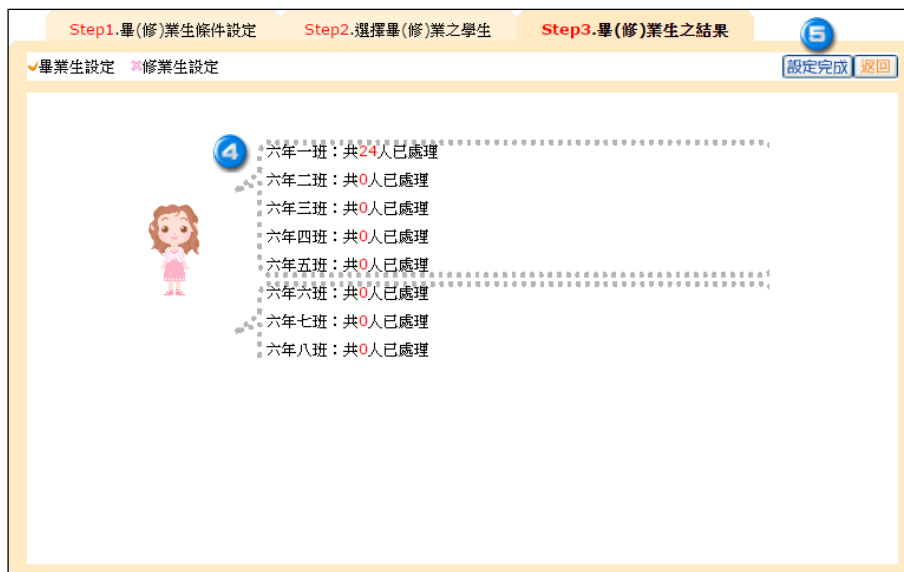 Step1.畢(修)業生條件設定 Step2.選擇畢(修)業之學生 Step3.畢(修)業生之結果
5
畢業生設定 修業生設定 設定完成 返回
4
六年一班：共24人已處理
六年二班：共0人已處理
六年三班：共0人已處理
六年四班：共0人已處理
六年五班：共0人已處理
六年六班：共0人已處理
六年七班：共0人已處理
六年八班：共0人已處理